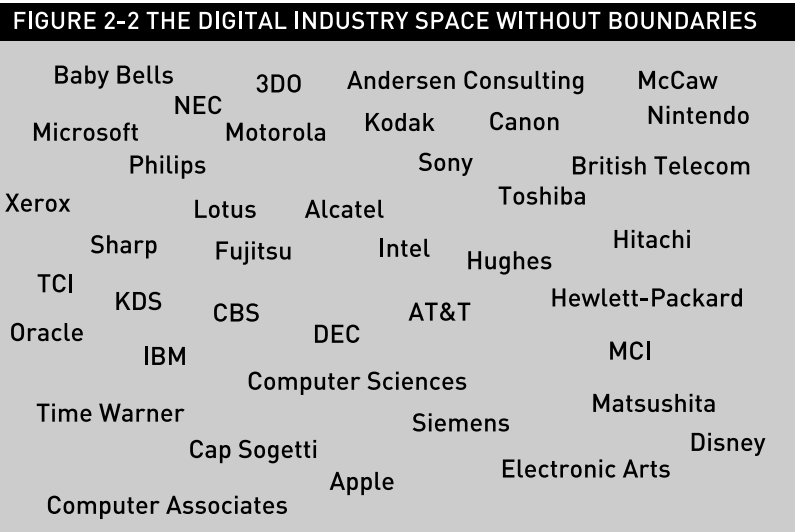 FIGURE 2-2 THE DIGITAL INDUSTRY SPACE WITHOUT BOUNDARIES
Baby Bells
3DO
Andersen Consulting
McCaw
NEC
Microsoft
Motorola
Kodak
Canon
Nintendo
Philips
Sony
British Telecom
Xerox
Lotus
Alcatel
Toshiba
Sharp
Fujitsu
Intel
Hughes
Hitachi
TCI
KDS
CBS
AT&T
Hewlett-Packard
Oracle
DEC
IBM
MCI
Computer Sciences
Time Warner
Siemens
Matsushita
Cap Sogetti
Disney
Apple
Electronic Arts
Computer Associates